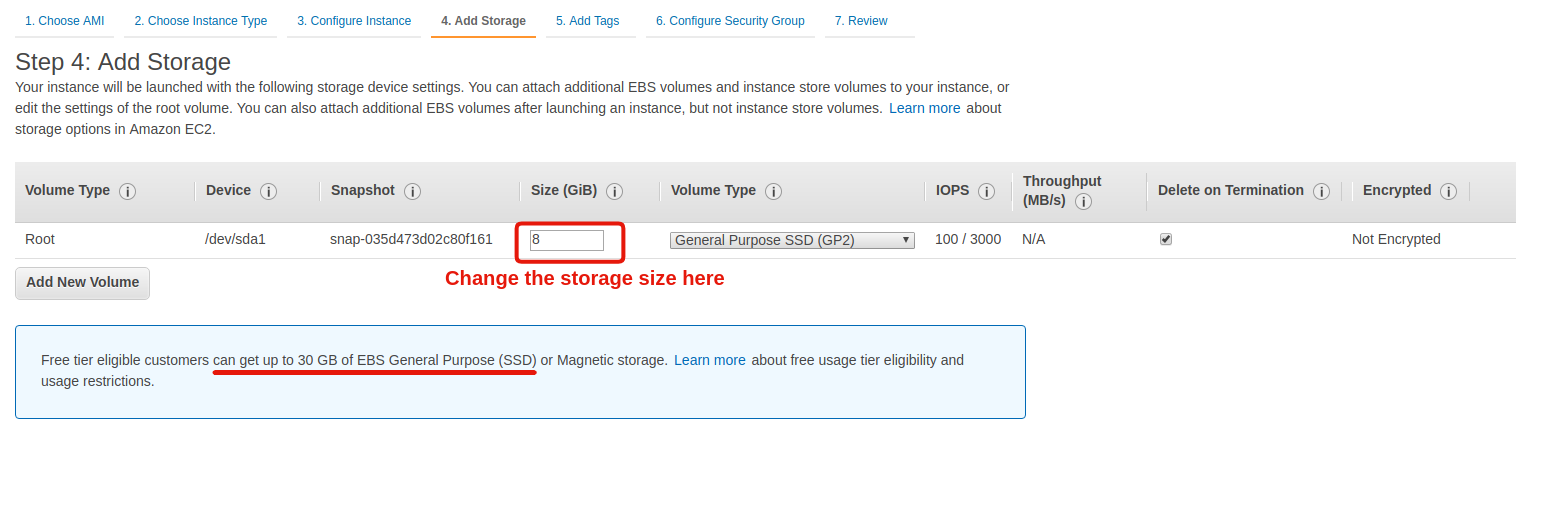 1. Choose AMI 2. Choose Instance Type 3. Configure Instance 4. Add Storage 5. Add Tags 6. Configure Security Group 7. Review
Step 4: Add Storage
Your instance will be launched with the following storage device settings. You can attach additional EBS volumes and instance store volumes to your instance, or
edit the settings of the root volume. You can also attach additional EBS volumes after launching an instance, but not instance store volumes. Learn more about
storage options in Amazon EC2.
Volume Type i Device i Snapshot i Size (GiB) i Volume Type i IOPS i Throughput (MB/s) i Delete on Termination i Encrypted i
Root /dev/sda1 snap-035d473d02c80f161 8 General Purpose SSD (GP2) 100 / 3000 N/A Not Encrypted
Change the storage size here
Add New Volume
Free tier eligible customers can get up to 30 GB of EBS General Purpose (SSD) or Magnetic storage. Learn more about free usage tier eligibility and
usage restrictions.